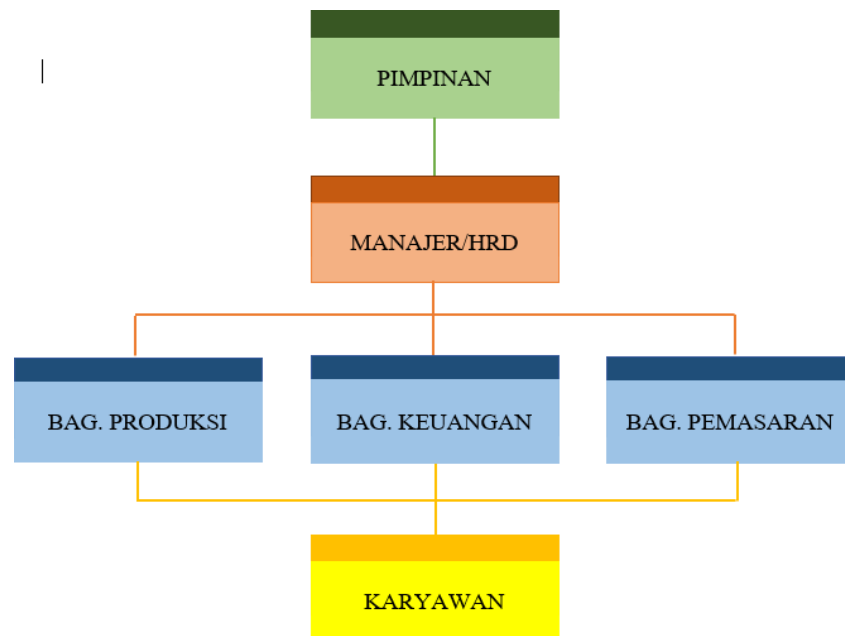 PIMPINAN
MANAJER/HRD
BAG. PRODUKSI
BAG. KEUANGAN
BAG. PEMASARAN
KARYAWAN